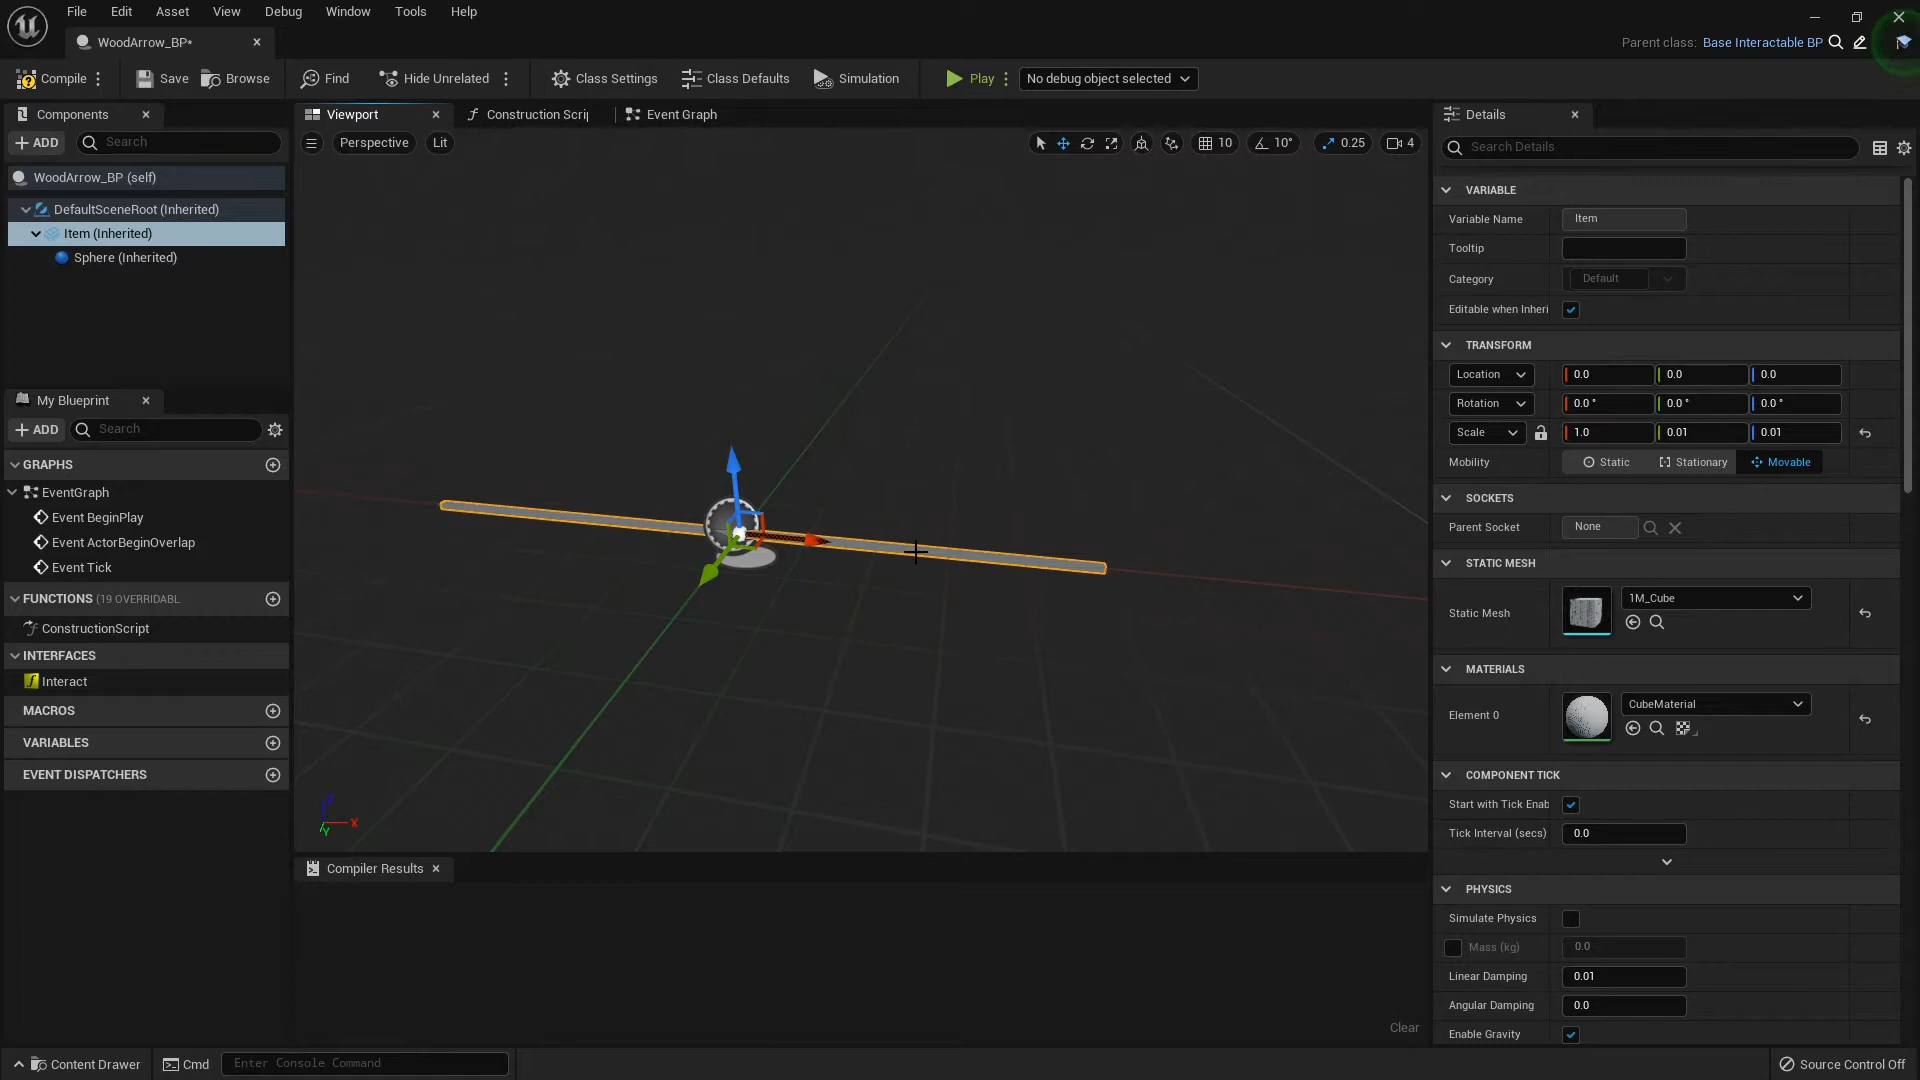 File Edit Asset View Debug Window Tools Help
WoodArrow_BP*
Parent class: Base Interactable BP
Compile Save Browse Find Hide Unrelated Class Settings Class Defaults Simulation Play No debug object selected
Components
ADD Search
WoodArrow_BP (self)
DefaultSceneRoot (Inherited)
Item (Inherited)
Sphere (Inherited)
My Blueprint
ADD Search
GRAPHS
EventGraph
Event BeginPlay
Event ActorBeginOverlap
Event Tick
FUNCTIONS (19 OVERRIDABL
ConstructionScript
INTERFACES
Interact
MACROS
VARIABLES
EVENT DISPATCHERS
Viewport Construction Scrip Event Graph
Perspective Lit 10 10° 0.25 4
Z
X
Y
Compiler Results
Clear
Details
Search Details
VARIABLE
Variable Name Item
Tooltip
Category Default
Editable when Inheri
TRANSFORM
Location 0.0 0.0 0.0
Rotation 0.0 ° 0.0 ° 0.0 °
Scale 1.0 0.01 0.01
Mobility Static Stationary Movable
SOCKETS
Parent Socket None
STATIC MESH
Static Mesh 1M_Cube
MATERIALS
Element 0 CubeMaterial
COMPONENT TICK
Start with Tick Enab
Tick Interval (secs) 0.0
PHYSICS
Simulate Physics
Mass (kg) 0.0
Linear Damping 0.01
Angular Damping 0.0
Enable Gravity
Content Drawer Cmd Enter Console Command Source Control Off